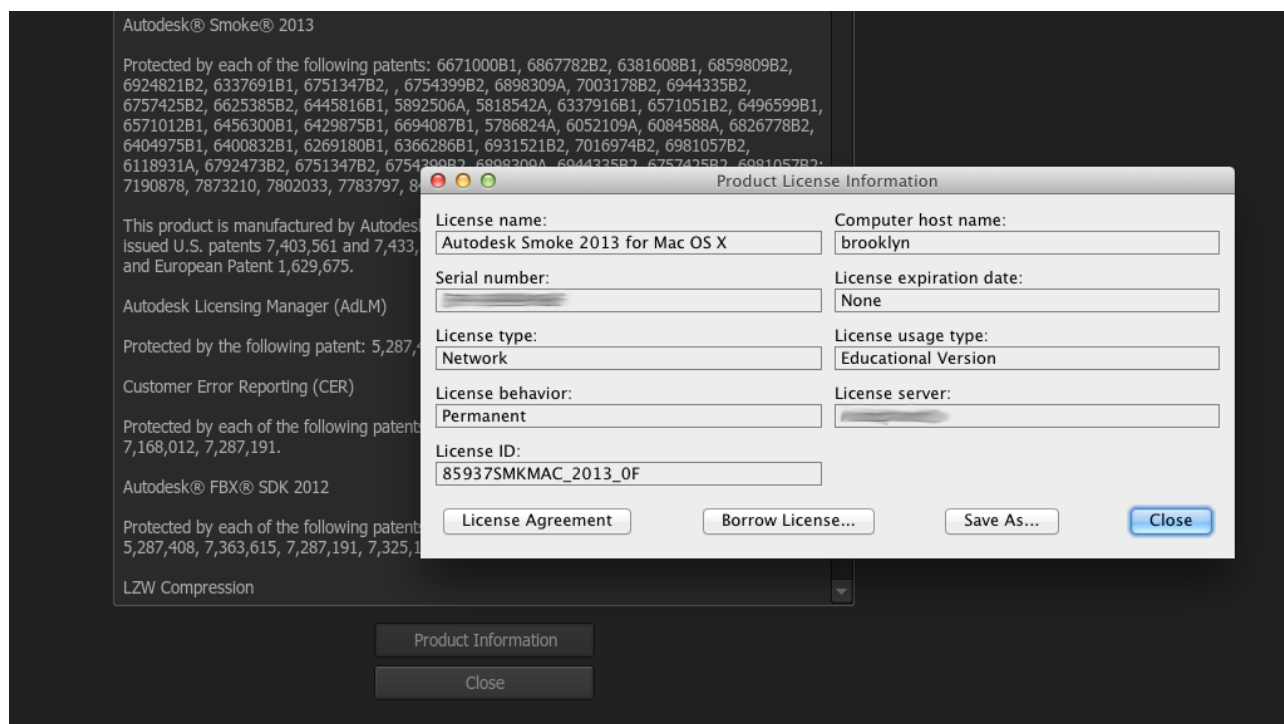 Autodesk® Smoke® 2013
Protected by each of the following patents: 6671000B1, 6867782B2, 6381608B1, 6859809B2,
6924821B2, 6337691B1, 6751347B2, , 6754399B2, 6898309A, 7003178B2, 6944335B2,
6757425B2, 6625385B2, 6445816B1, 5892506A, 5818542A, 6337916B1, 6571051B2, 6496599B1,
6571012B1, 6456300B1, 6429875B1, 6694087B1, 5786824A, 6052109A, 6084588A, 6826778B2,
6404975B1, 6400832B1, 6269180B1, 6366286B1, 6931521B2, 7016974B2, 6981057B2,
6118931A, 6792473B2, 6751347B2, 6754399B2, 6898309A, 6944335B2, 6757425B2, 6981057B2;
7190878, 7873210, 7802033, 7783797,
This product is manufactured by Autodes
issued U.S. patents 7,403,561 and 7,433,
and European Patent 1,629,675.
Autodesk Licensing Manager (AdLM)
Protected by the following patent: 5,287,
Customer Error Reporting (CER)
Protected by each of the following patents
7,168,012, 7,287,191.
Autodesk® FBX® SDK 2012
Protected by each of the following patents
5,287,408, 7,363,615, 7,287,191, 7,325,1
LZW Compression
Product Information
Close
Product License Information
License name:
Autodesk Smoke 2013 for Mac OS X
Computer host name:
brooklyn
Serial number:
License expiration date:
None
License type:
Network
License usage type:
Educational Version
License behavior:
Permanent
License server:
License ID:
85937SMKMAC_2013_0F
License Agreement
Borrow License...
Save As...
Close